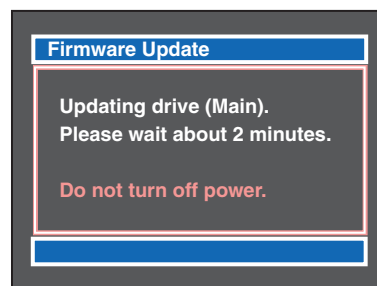 Firmware Update
Updating drive (Main).
Please wait about 2 minutes.
Do not turn off power.